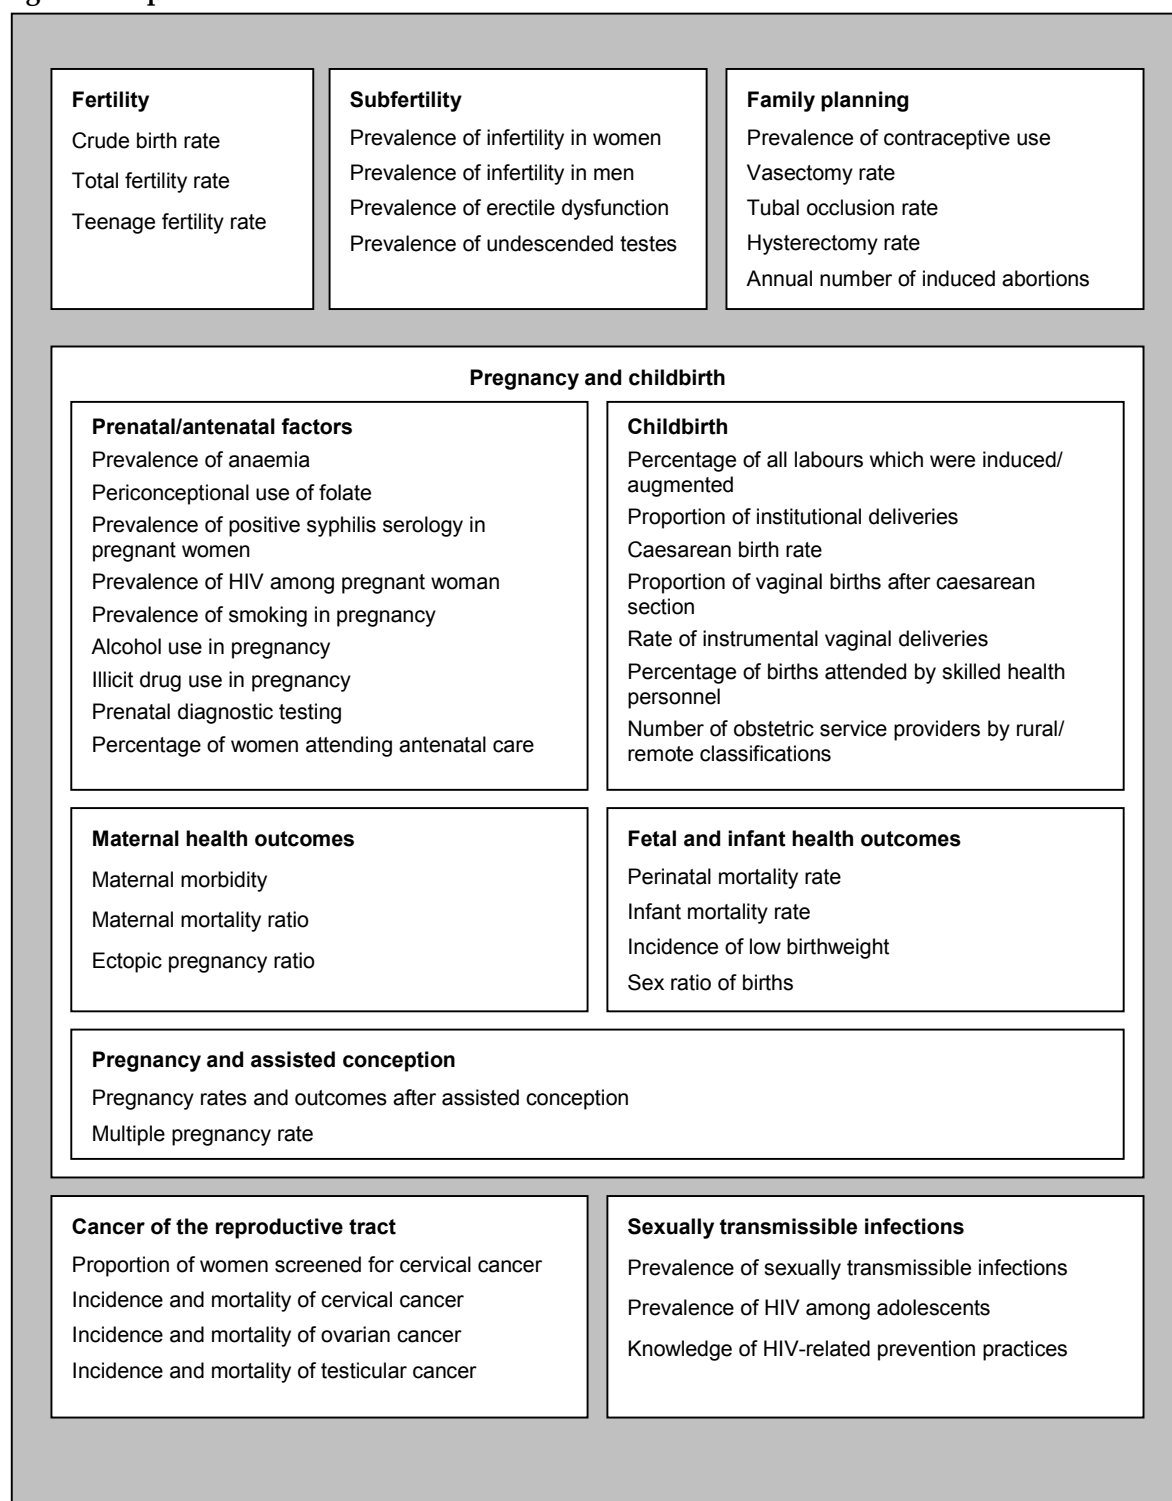 Fertility
Crude birth rate
Total fertility rate
Teenage fertility rate
Subfertility
Prevalence of infertility in women
Prevalence of infertility in men
Prevalence of erectile dysfunction
Prevalence of undescended testes
Family planning
Prevalence of contraceptive use
Vasectomy rate
Tubal occlusion rate
Hysterectomy rate
Annual number of induced abortions
Pregnancy and childbirth
Prenatal/antenatal factors
Prevalence of anaemia
Periconceptional use of folate
Prevalence of positive syphilis serology in
pregnant women
Prevalence of HIV among pregnant woman
Prevalence of smoking in pregnancy
Alcohol use in pregnancy
Illicit drug use in pregnancy
Prenatal diagnostic testing
Percentage of women attending antenatal care
Childbirth
Percentage of all labours which were induced/
augmented
Proportion of institutional deliveries
Caesarean birth rate
Proportion of vaginal births after caesarean
section
Rate of instrumental vaginal deliveries
Percentage of births attended by skilled health
personnel
Number of obstetric service providers by rural/
remote classifications
Maternal health outcomes
Maternal morbidity
Maternal mortality ratio
Ectopic pregnancy ratio
Fetal and infant health outcomes
Perinatal mortality rate
Infant mortality rate
Incidence of low birthweight
Sex ratio of births
Pregnancy and assisted conception
Pregnancy rates and outcomes after assisted conception
Multiple pregnancy rate
Cancer of the reproductive tract
Proportion of women screened for cervical cancer
Incidence and mortality of cervical cancer
Incidence and mortality of ovarian cancer
Incidence and mortality of testicular cancer
Sexually transmissible infections
Prevalence of sexually transmissible infections
Prevalence of HIV among adolescents
Knowledge of HIV-related prevention practices